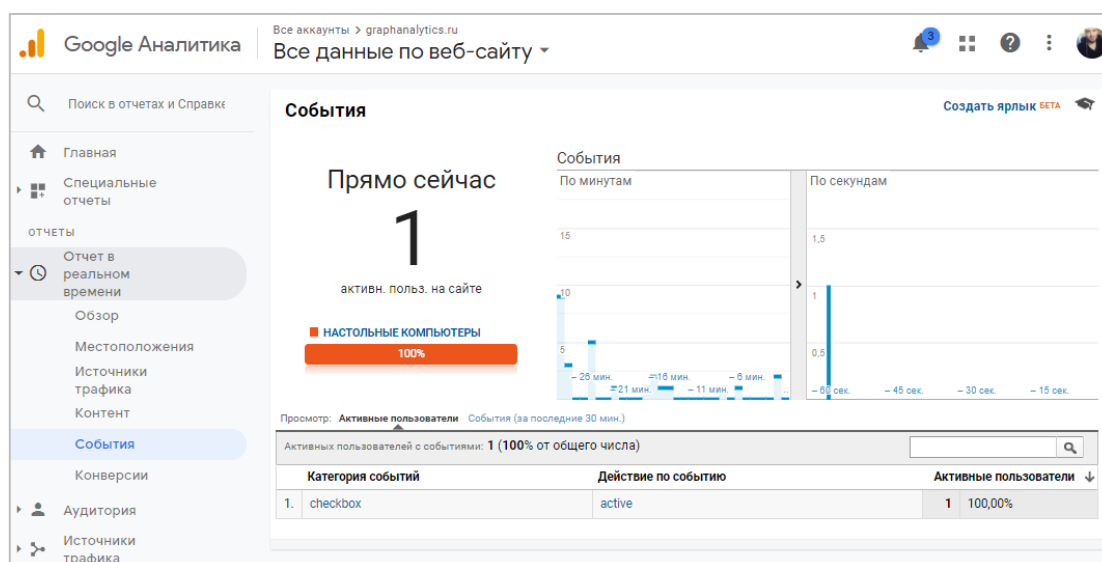 Google Аналитика
Все аккаунты > graphanalytics.ru
Все данные по веб-сайту
3
Поиск в отчетах и Справке
Главная
Специальные
отчеты
ОТЧЕТЫ
Отчет в
реальном
времени
Обзор
Местоположения
Источники
трафика
Контент
События
Конверсии
Аудитория
Источники
трафика
События
Создать ярлык БЕТА
Прямо сейчас
1
активн. польз. на сайте
НАСТОЛЬНЫЕ КОМПЬЮТЕРЫ
100%
События
По минутам
15
10
5
– 26 мин.
–21 мин.
–16 мин.
– 11 мин.
– 6 мин.
По секундам
1,5
1
0,5
– 60 сек.
– 45 сек.
– 30 сек.
– 15 сек.
Просмотр: Активные пользователи События (за последние 30 мин.)
Активных пользователей с событиями: 1 (100% от общего числа)
Категория событий Действие по событию Активные пользователи
1. checkbox active 1 100,00%